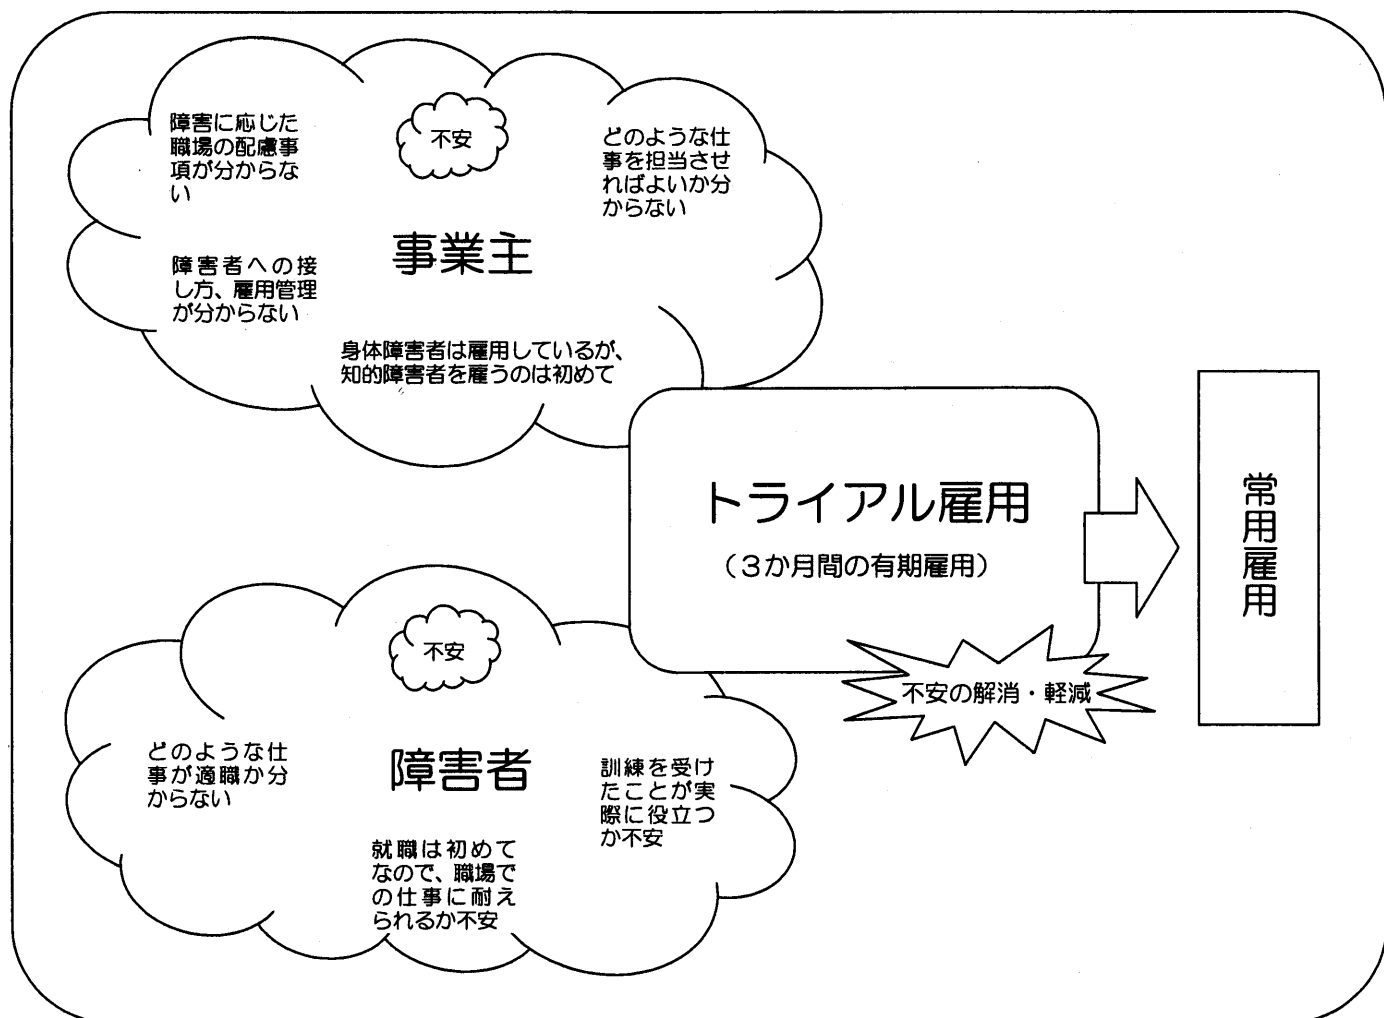 障害に応じた
職場の配慮事
項が分からな
い
不安
どのような仕
事を担当させ
ればよいか分
からない
事業主
障害者への接
し方、雇用管理
が分からない
身体障害者は雇用しているが、
知的障害者を雇うのは初めて
トライアル雇用
（３か月間の有期雇用）
常用雇用
不安の解消・軽減
不安
どのような仕
事が適職か分
からない
障害者
訓練を受け
たことが実
際に役立つ
か不安
就職は初めて
なので、職場で
の仕事に耐え
られるか不安